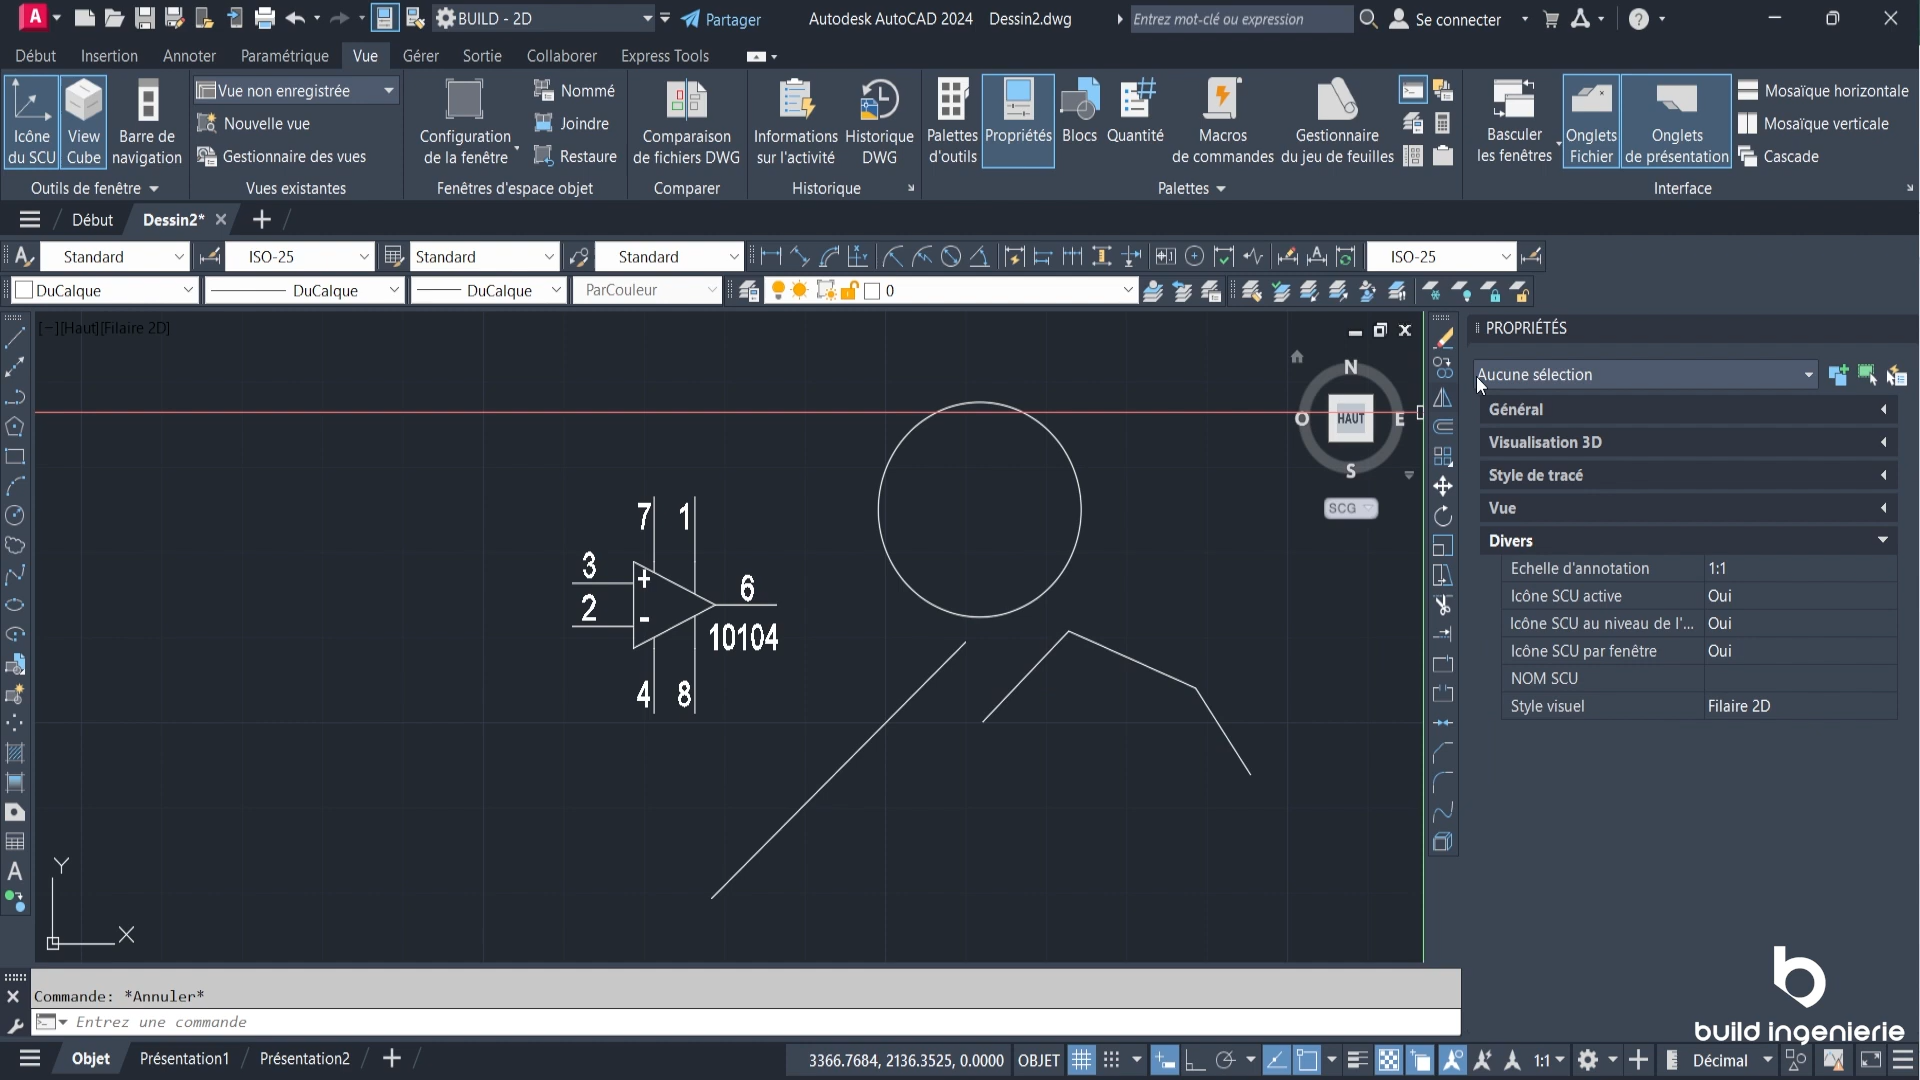 BUILD - 2D
Partager
Autodesk AutoCAD 2024 Dessin2.dwg
Entrez mot-clé ou expression
Se connecter
Début Insertion Annoter Paramétrique Vue Gérer Sortie Collaborer Express Tools
Icône du SCU
View Cube
Barre de navigation
Outils de fenêtre
Vue non enregistrée
Nouvelle vue
Gestionnaire des vues
Vues existantes
Configuration de la fenêtre
Nommé
Joindre
Restaure
Fenêtres d'espace objet
Comparaison de fichiers DWG
Comparer
Informations sur l'activité
Historique DWG
Historique
Palettes d'outils
Propriétés
Blocs
Quantité
Macros de commandes
Gestionnaire du jeu de feuilles
Palettes
Basculer les fenêtres
Onglets Fichier
Onglets de présentation
Mosaïque horizontale
Mosaïque verticale
Cascade
Interface
Début Dessin2*
Standard ISO-25 Standard Standard ISO-25
DuCalque DuCalque DuCalque ParCouleur 0
[−][Haut][Filaire 2D]
N
O HAUT E
S
SCG
7 1
3
+
6
2
-
10104
4 8
Y
X
PROPRIÉTÉS
Aucune sélection
Général
Visualisation 3D
Style de tracé
Vue
Divers
Echelle d'annotation 1:1
Icône SCU active Oui
Icône SCU au niveau de l'... Oui
Icône SCU par fenêtre Oui
NOM SCU
Style visuel Filaire 2D
Commande: *Annuler*
Entrez une commande
b
build ingenierie
Objet Présentation1 Présentation2
3366.7684, 2136.3525, 0.0000 OBJET 1:1 Décimal